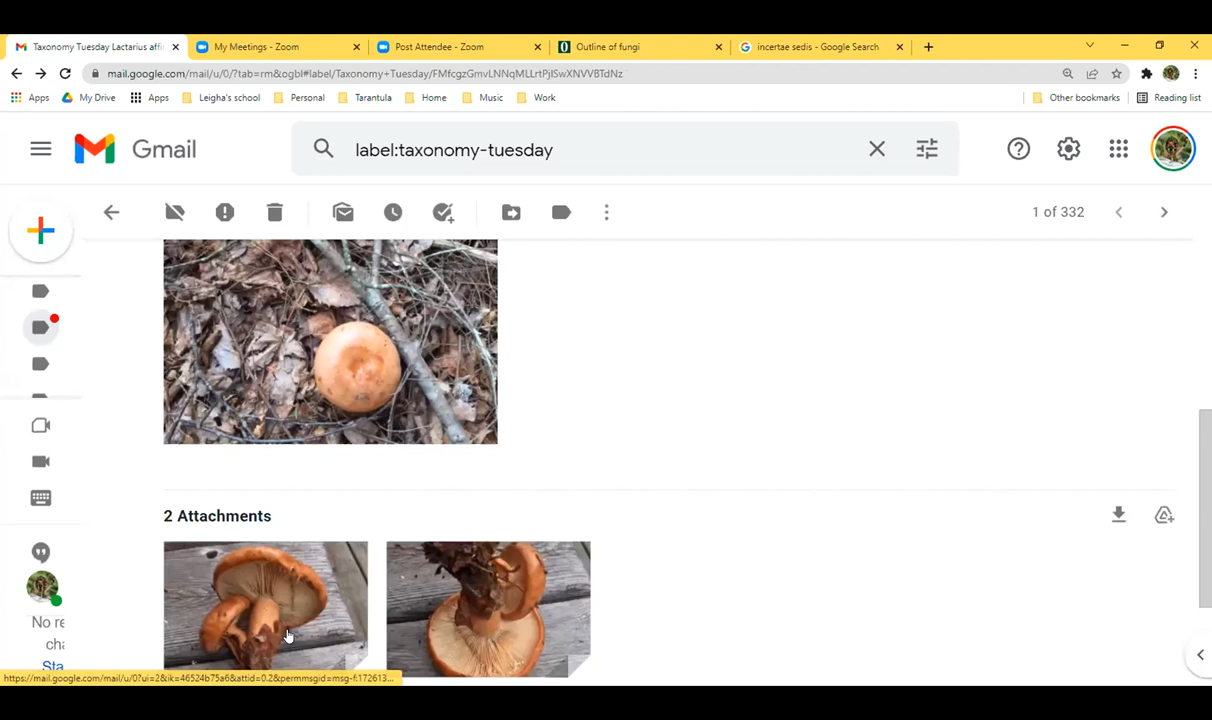 Taxonomy Tuesday Lactarius affi
My Meetings - Zoom
Post Attendee - Zoom
Outline of fungi
incertae sedis - Google Search
mail.google.com/mail/u/0/?tab=rm&ogbl#label/Taxonomy+Tuesday/FMfcgzGmvLNNqMLLrtPjlSwXNVVBTdNz
Apps
My Drive
Apps
Leigha's school
Personal
Tarantula
Home
Music
Work
Other bookmarks
Reading list
Gmail
label:taxonomy-tuesday
1 of 332
2 Attachments
No re
cha
Sta
https://mail.google.com/mail/u/0?ui=2&ik=46524b75a6&attid=0.2&permmsgid=msg-f:172613...